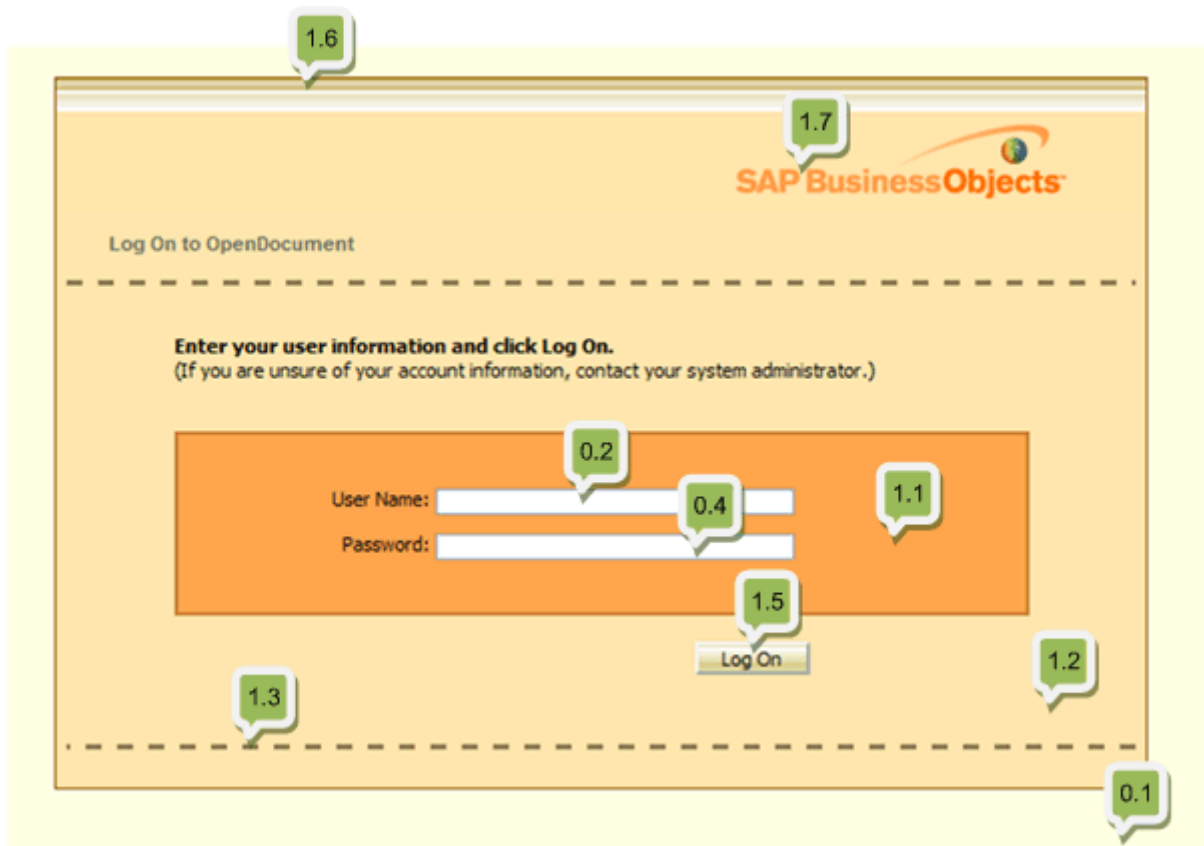 1.6
1.7
SAP BusinessObjects™
Log On to OpenDocument
Enter your user information and click Log On.
(If you are unsure of your account information, contact your system administrator.)
0.2
User Name:
0.4
1.1
Password:
1.5
Log On
1.2
1.3
0.1